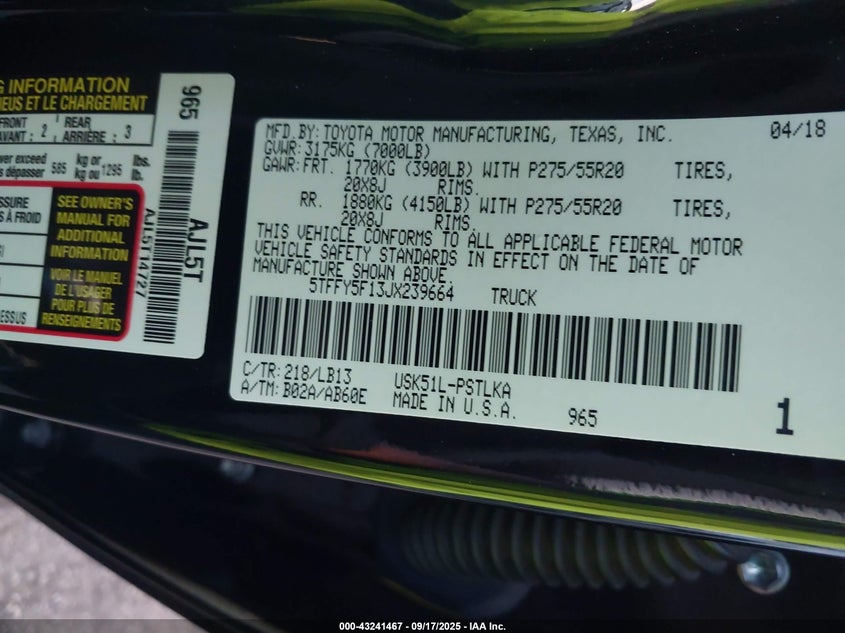 G INFORMATION
EUS ET LE CHARGEMENT
FRONT
AVANT : 2
REAR
ARRIÈRE : 3
ver exceed
s dépasser 585 kg or
kg ou 1295 lbs.
lb.
SSURE
S À FROID
SEE OWNER'S
MANUAL FOR
ADDITIONAL
INFORMATION
VOIR LE MANUEL
DE L'USAGER
POUR PLUS DE
RENSEIGNEMENTS
ESSUS
965
AJL5T
AJL5T14727
MFD.BY: TOYOTA MOTOR MANUFACTURING, TEXAS, INC. 04/18
GVWR: 3175KG (7000LB)
GAWR: FRT. 1770KG (3900LB) WITH P275/55R20 TIRES,
20X8J RIMS.
RR. 1880KG (4150LB) WITH P275/55R20 TIRES,
20X8J RIMS.
THIS VEHICLE CONFORMS TO ALL APPLICABLE FEDERAL MOTOR
VEHICLE SAFETY STANDARDS IN EFFECT ON THE DATE OF
MANUFACTURE SHOWN ABOVE.
5TFFY5F13JX239664 TRUCK
C/TR: 218/LB13 USK51L-PSTLKA
A/TM: B02A/AB60E MADE IN U.S.A. 965 1
000-43241467 - 09/17/2025 - IAA Inc.